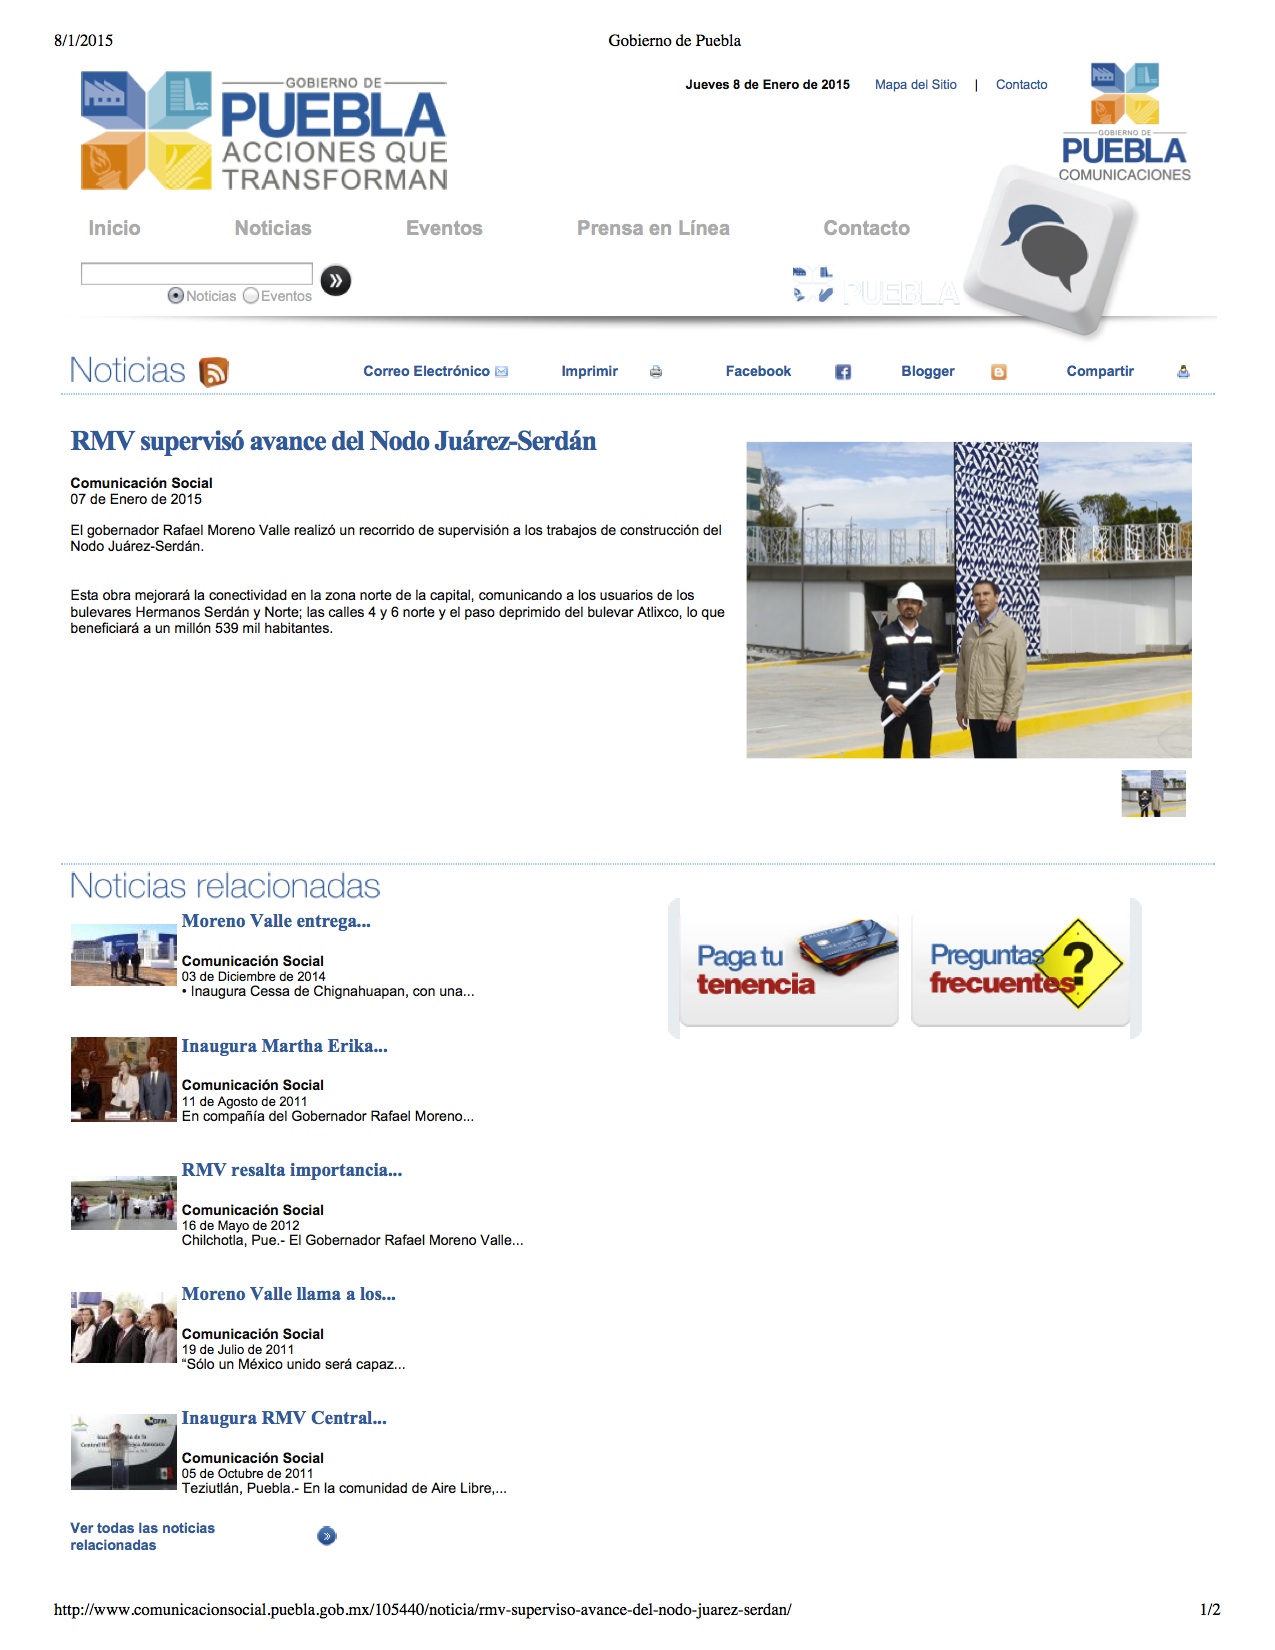 8/1/2015 Gobierno de Puebla
GOBIERNO DE
PUEBLA
ACCIONES QUE
TRANSFORMAN
Jueves 8 de Enero de 2015 Mapa del Sitio | Contacto
GOBIERNO DE
PUEBLA
COMUNICACIONES
Inicio Noticias Eventos Prensa en Línea Contacto
Noticias Eventos
PUEBLA
Noticias Correo Electrónico Imprimir Facebook Blogger Compartir
RMV supervisó avance del Nodo Juárez-Serdán
Comunicación Social
07 de Enero de 2015
El gobernador Rafael Moreno Valle realizó un recorrido de supervisión a los trabajos de construcción del
Nodo Juárez-Serdán.
Esta obra mejorará la conectividad en la zona norte de la capital, comunicando a los usuarios de los
bulevares Hermanos Serdán y Norte; las calles 4 y 6 norte y el paso deprimido del bulevar Atlixco, lo que
beneficiará a un millón 539 mil habitantes.
Noticias relacionadas
Moreno Valle entrega...
Comunicación Social
03 de Diciembre de 2014
• Inaugura Cessa de Chignahuapan, con una...
Inaugura Martha Erika...
Comunicación Social
11 de Agosto de 2011
En compañía del Gobernador Rafael Moreno...
RMV resalta importancia...
Comunicación Social
16 de Mayo de 2012
Chilchotla, Pue.- El Gobernador Rafael Moreno Valle...
Moreno Valle llama a los...
Comunicación Social
19 de Julio de 2011
“Sólo un México unido será capaz...
Inaugura RMV Central...
Comunicación Social
05 de Octubre de 2011
Teziutlán, Puebla.- En la comunidad de Aire Libre,...
Ver todas las noticias
relacionadas
Paga tu
tenencia
Preguntas
frecuentes
?
http://www.comunicacionsocial.puebla.gob.mx/105440/noticia/rmv-superviso-avance-del-nodo-juarez-serdan/ 1/2